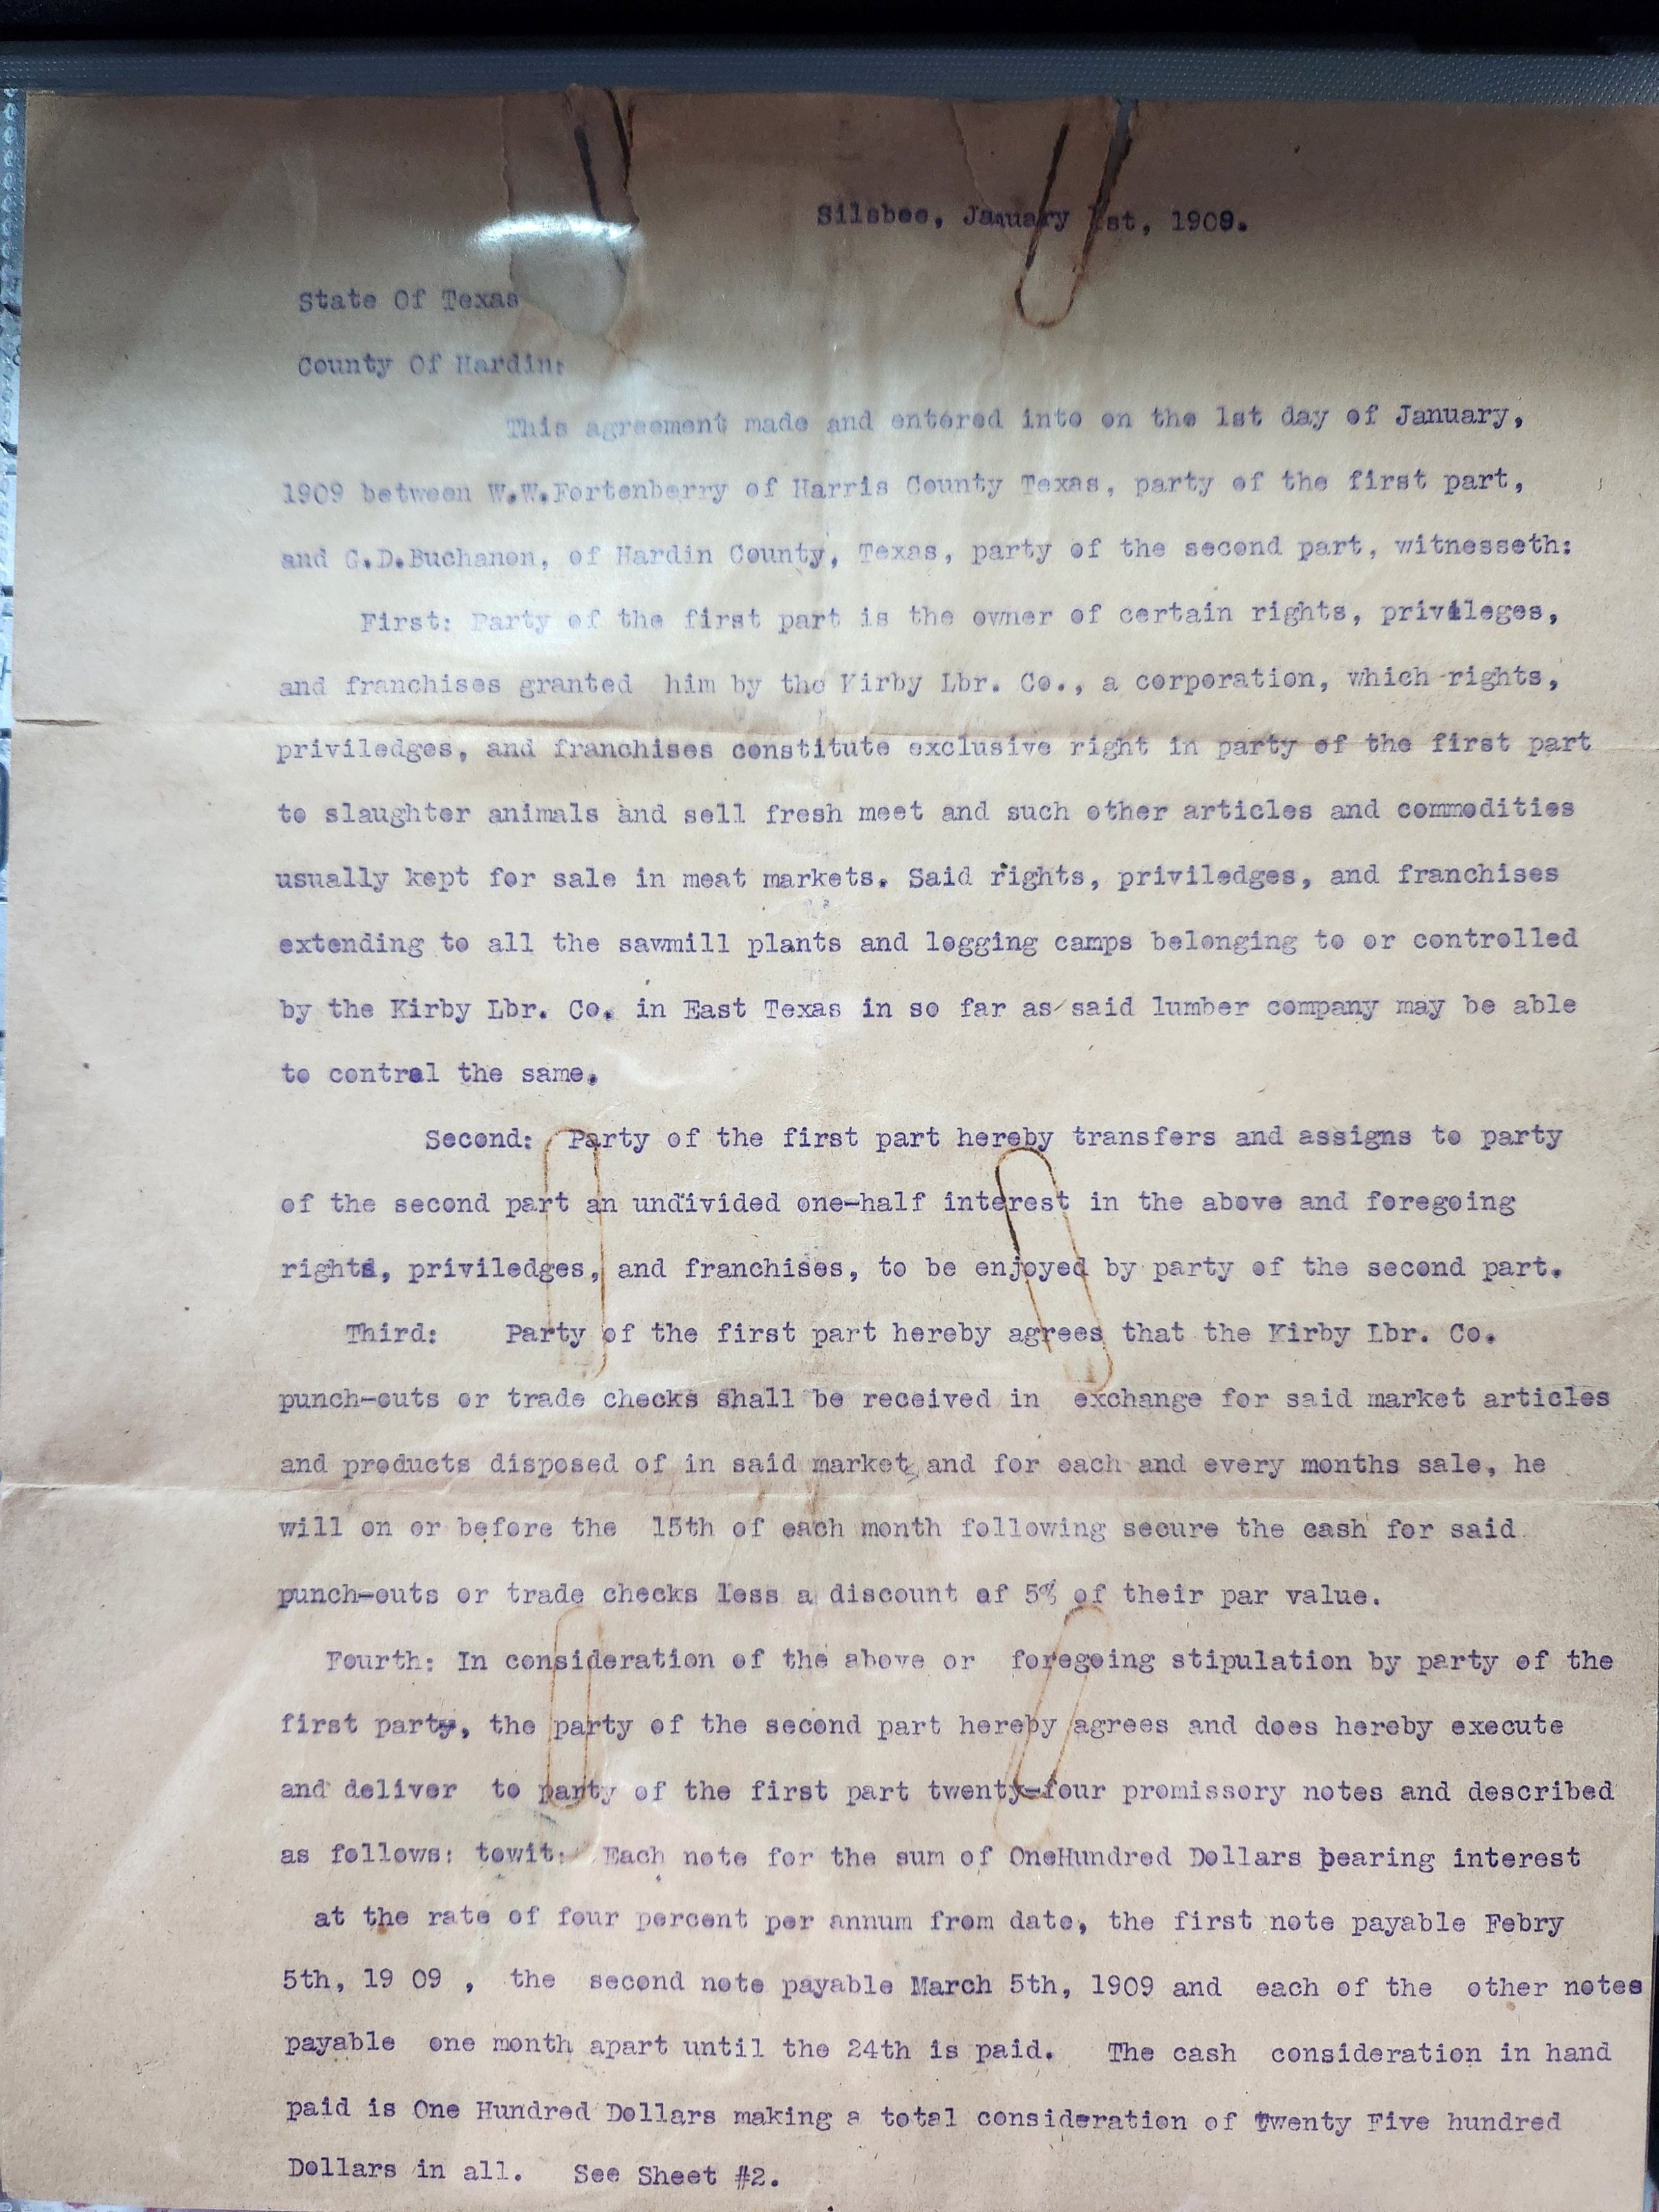 Silsbee, January 1st, 1909.
State Of Texas
County Of Hardin:
This agreement made and entered into on the 1st day of January,
1909 between W.W.Fortenberry of Harris County Texas, party of the first part,
and G.D.Buchanon, of Hardin County, Texas, party of the second part, witnesseth:
First: Party of the first part is the owner of certain rights, privileges,
and franchises granted him by the Kirby Lbr. Co., a corporation, which rights,
priviledges, and franchises constitute exclusive right in party of the first part
to slaughter animals and sell fresh meet and such other articles and commodities
usually kept for sale in meat markets. Said rights, priviledges, and franchises
extending to all the sawmill plants and logging camps belonging to or controlled
by the Kirby Lbr. Co. in East Texas in so far as said lumber company may be able
to control the same.
Second: Party of the first part hereby transfers and assigns to party
of the second part an undivided one-half interest in the above and foregoing
rights, priviledges, and franchises, to be enjoyed by party of the second part.
Third: Party of the first part hereby agrees that the Kirby Lbr. Co.
punch-outs or trade checks shall be received in exchange for said market articles
and products disposed of in said market, and for each and every months sale, he
will on or before the 15th of each month following secure the cash for said
punch-outs or trade checks less a discount of 5% of their par value.
Fourth: In consideration of the above or foregoing stipulation by party of the
first party, the party of the second part hereby agrees and does hereby execute
and deliver to party of the first part twenty-four promissory notes and described
as follows: towit: Each note for the sum of OneHundred Dollars bearing interest
at the rate of four percent per annum from date, the first note payable Febry
5th, 19 09 , the second note payable March 5th, 1909 and each of the other notes
payable one month apart until the 24th is paid. The cash consideration in hand
paid is One Hundred Dollars making a total consideration of twenty Five hundred
Dollars in all. See Sheet #2.